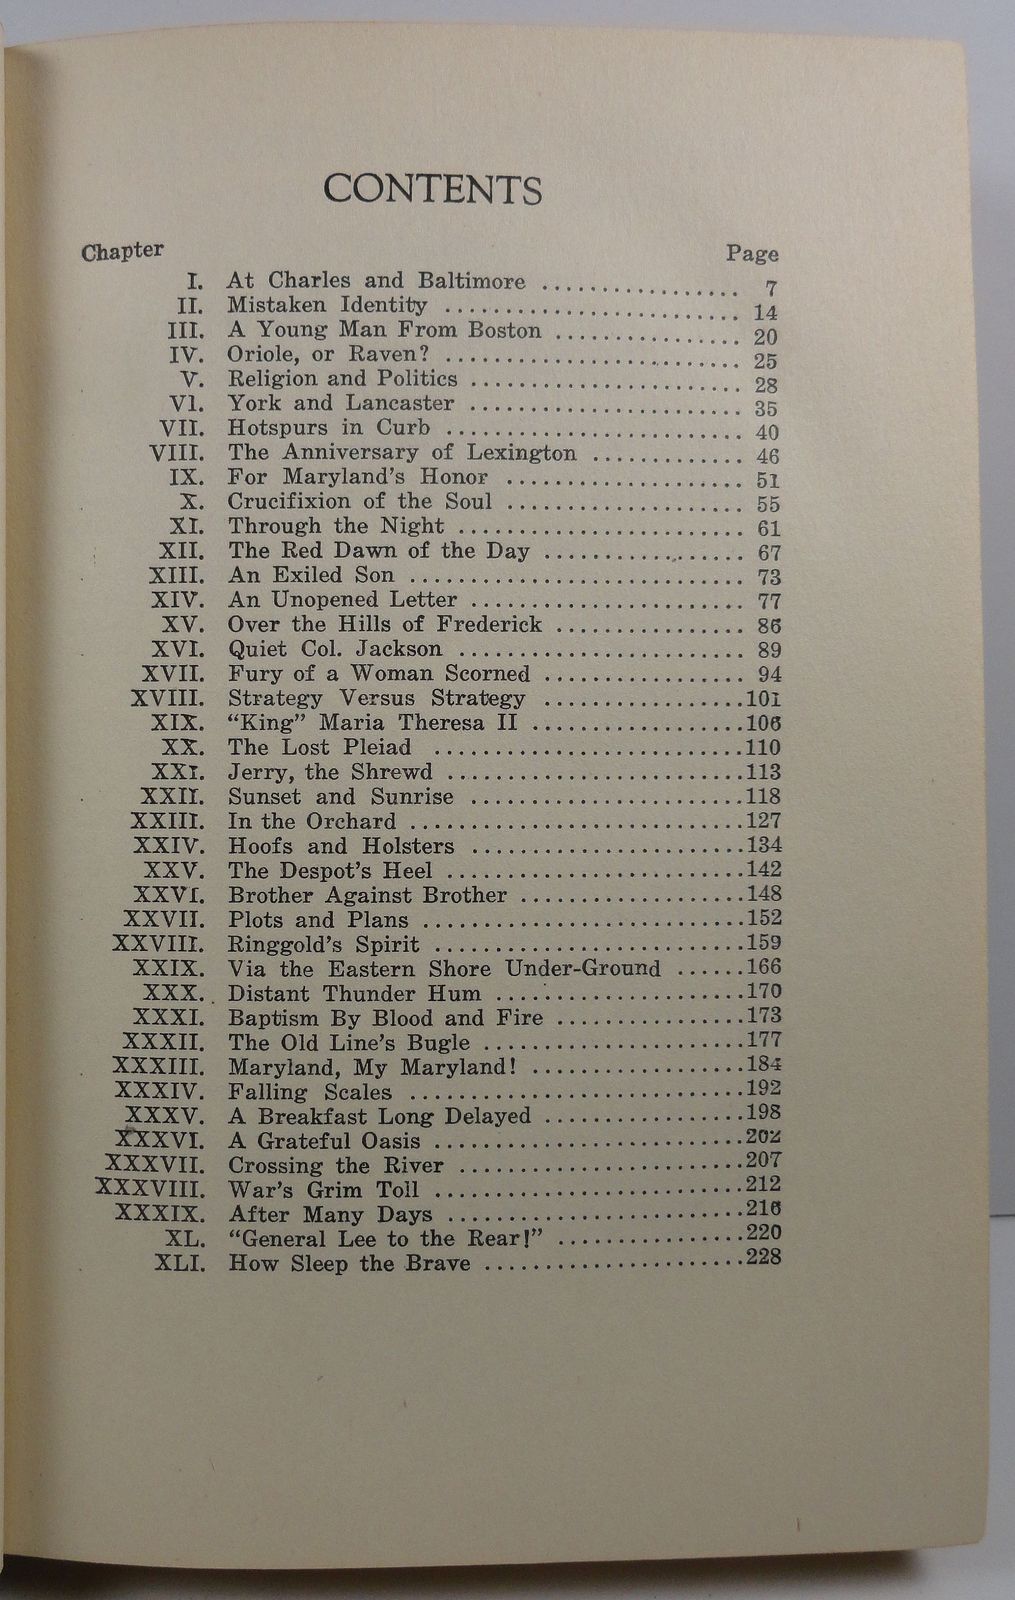 CONTENTS
Chapter Page
I. At Charles and Baltimore ................. 7
II. Mistaken Identity ......................... 14
III. A Young Man From Boston ................ 20
IV. Oriole, or Raven? ......................... 25
V. Religion and Politics ....................... 28
VI. York and Lancaster ....................... 35
VII. Hotspurs in Curb ......................... 40
VIII. The Anniversary of Lexington ............. 46
IX. For Maryland's Honor .................... 51
X. Crucifixion of the Soul .................... 55
XI. Through the Night ........................ 61
XII. The Red Dawn of the Day ................. 67
XIII. An Exiled Son ............................ 73
XIV. An Unopened Letter ....................... 77
XV. Over the Hills of Frederick ................ 86
XVI. Quiet Col. Jackson ........................ 89
XVII. Fury of a Woman Scorned ................. 94
XVIII. Strategy Versus Strategy .................101
XIX. "King" Maria Theresa II ..................106
XX. The Lost Pleiad ..........................110
XXI. Jerry, the Shrewd .........................113
XXII. Sunset and Sunrise .......................118
XXIII. In the Orchard ............................127
XXIV. Hoofs and Holsters .......................134
XXV. The Despot's Heel .........................142
XXVI. Brother Against Brother ...................148
XXVII. Plots and Plans ...........................152
XXVIII. Ringgold's Spirit ..........................159
XXIX. Via the Eastern Shore Under-Ground ......166
XXX. Distant Thunder Hum .....................170
XXXI. Baptism By Blood and Fire ................173
XXXII. The Old Line's Bugle ......................177
XXXIII. Maryland, My Maryland! ..................184
XXXIV. Falling Scales ............................192
XXXV. A Breakfast Long Delayed .................198
XXXVI. A Grateful Oasis ..........................202
XXXVII. Crossing the River ........................207
XXXVIII. War's Grim Toll ..........................212
XXXIX. After Many Days .........................216
XL. "General Lee to the Rear!" ................220
XLI. How Sleep the Brave ......................228